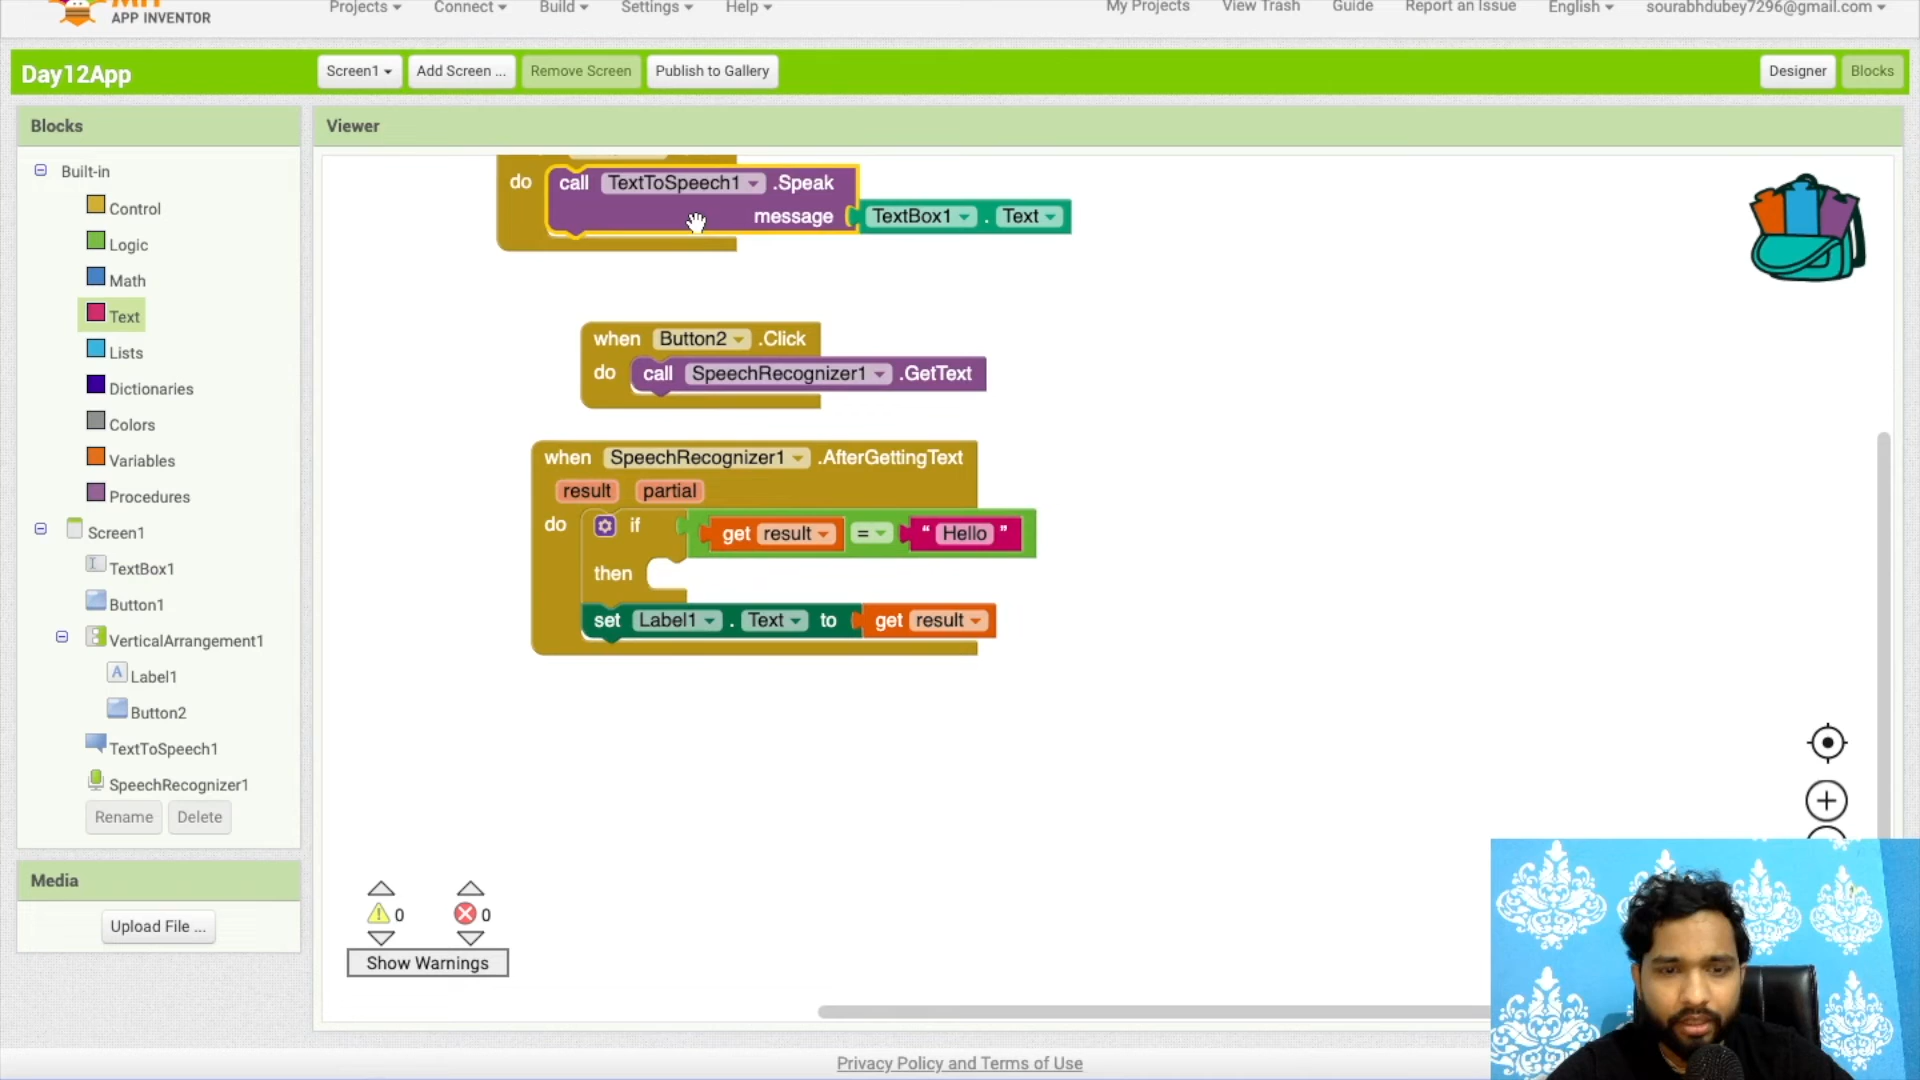 MIT
APP INVENTOR
Projects
Connect
Build
Settings
Help
My Projects
View Trash
Guide
Report an Issue
English
sourabhdubey7296@gmail.com
Day12App
Screen1
Add Screen ...
Remove Screen
Publish to Gallery
Designer
Blocks
Blocks
Built-in
Control
Logic
Math
Text
Lists
Dictionaries
Colors
Variables
Procedures
Screen1
TextBox1
Button1
VerticalArrangement1
Label1
Button2
TextToSpeech1
SpeechRecognizer1
Rename
Delete
Media
Upload File ...
Viewer
do call TextToSpeech1 .Speak
message TextBox1 . Text
when Button2 .Click
do call SpeechRecognizer1 .GetText
when SpeechRecognizer1 .AfterGettingText
result partial
do if get result = “ Hello ”
then
set Label1 . Text to get result
0 0
Show Warnings
Privacy Policy and Terms of Use